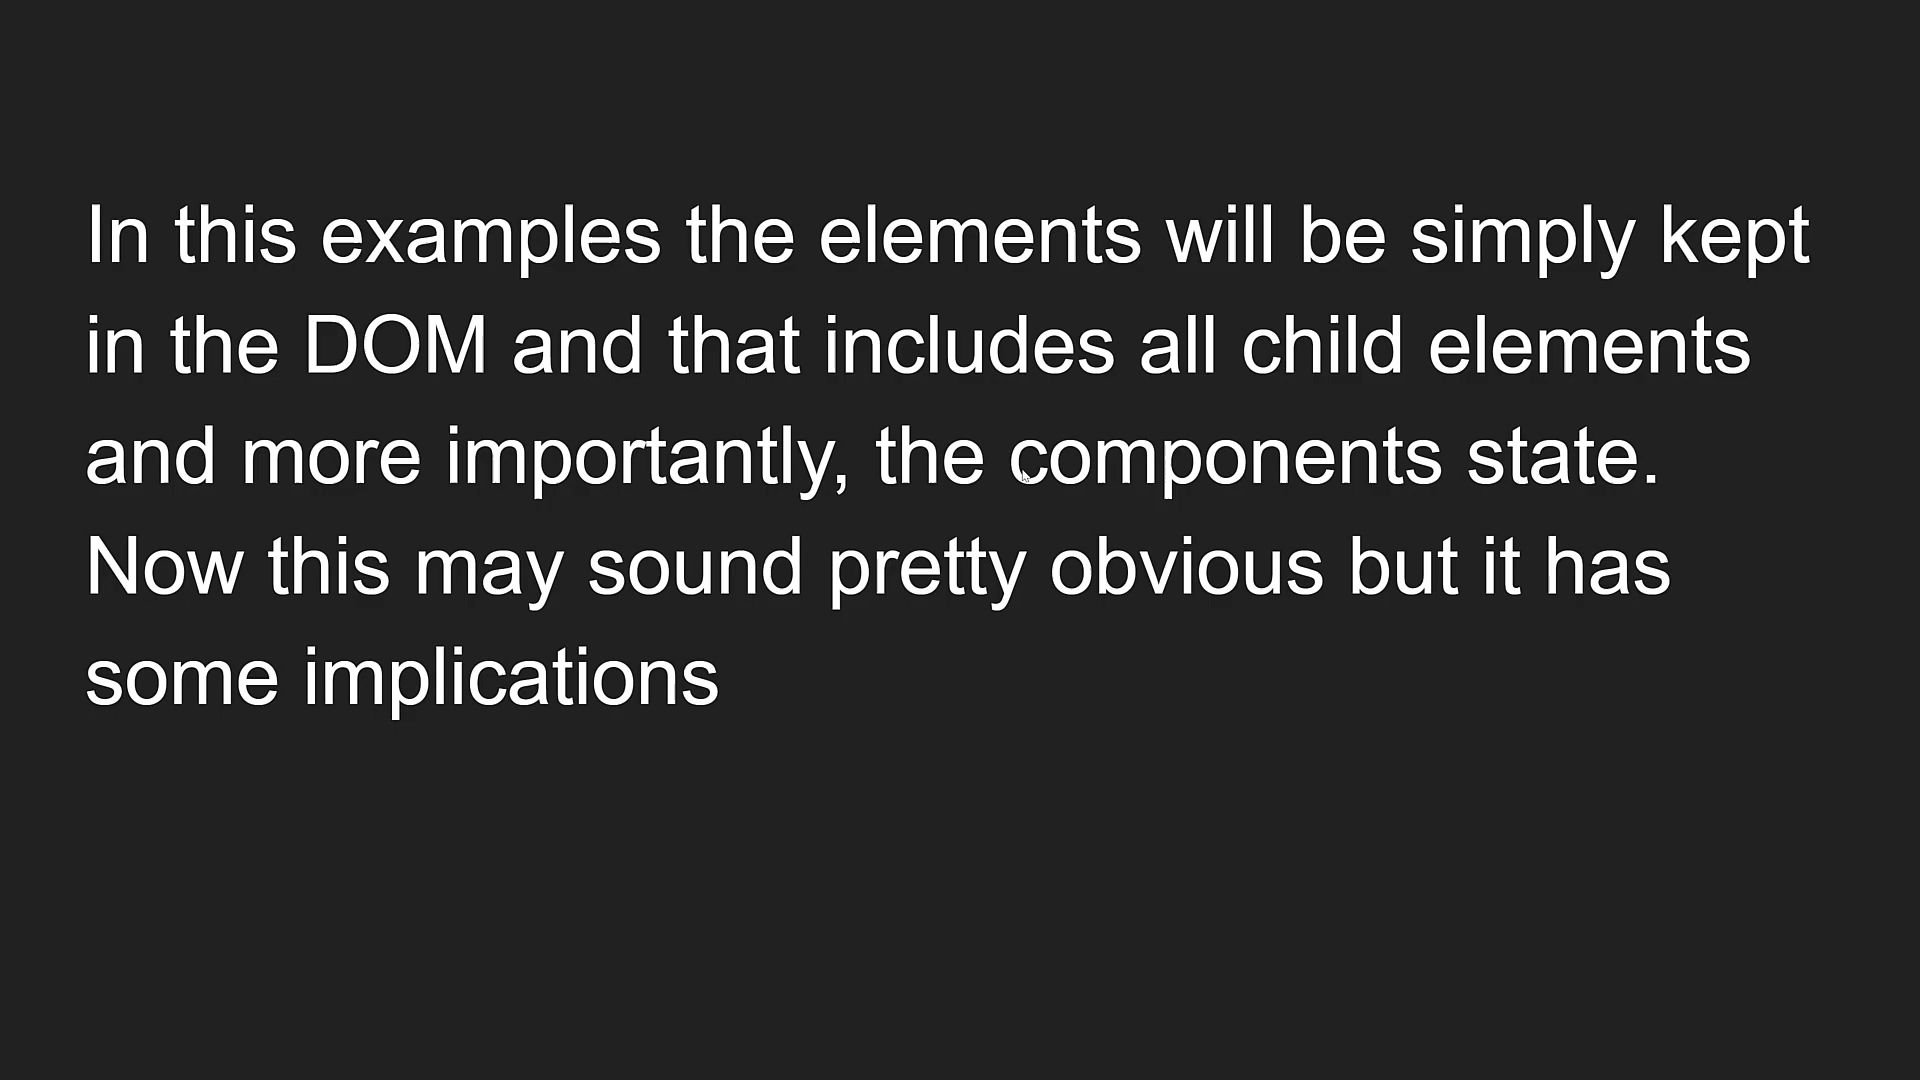 In this examples the elements will be simply kept
in the DOM and that includes all child elements
and more importantly, the components state.
Now this may sound pretty obvious but it has
some implications